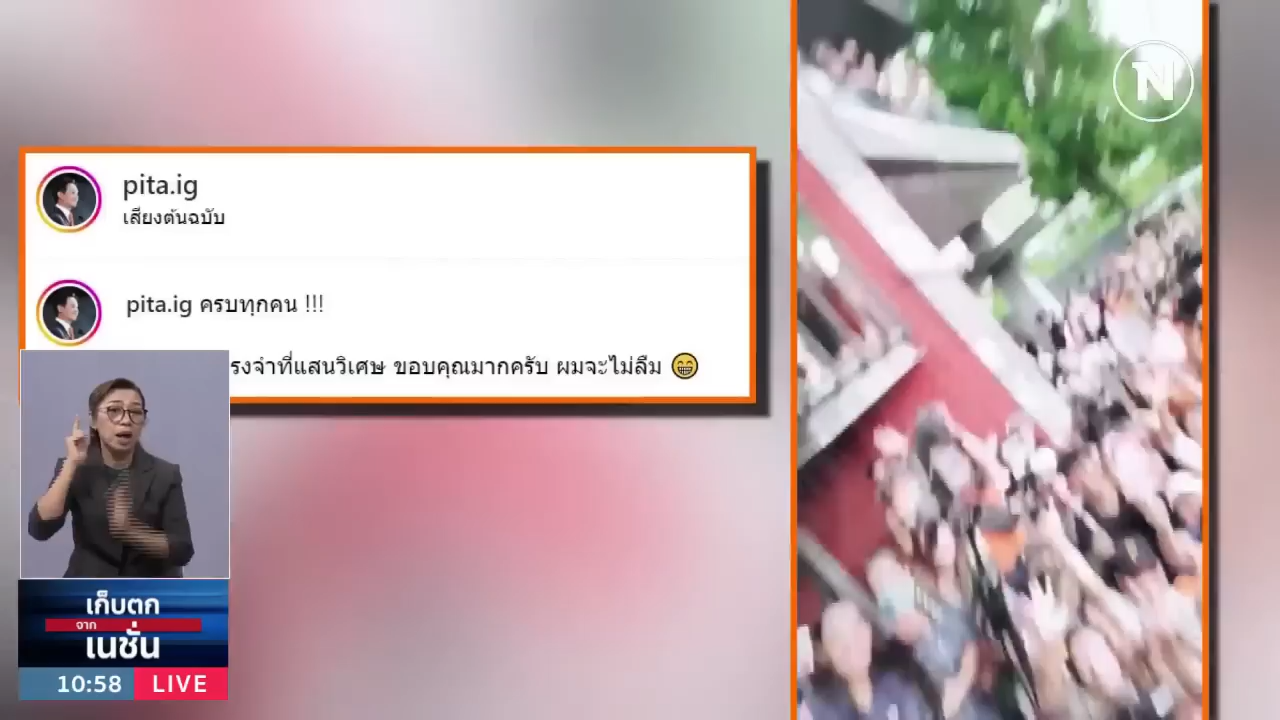 pita.ig
เสียงต้นฉบับ
pita.ig ครบทุกคน !!!
รงจำที่แสนวิเศษ ขอบคุณมากครับ ผมจะไม่ลืม 😁
N
เก็บตก
จาก
เนชั่น
10:58 LIVE